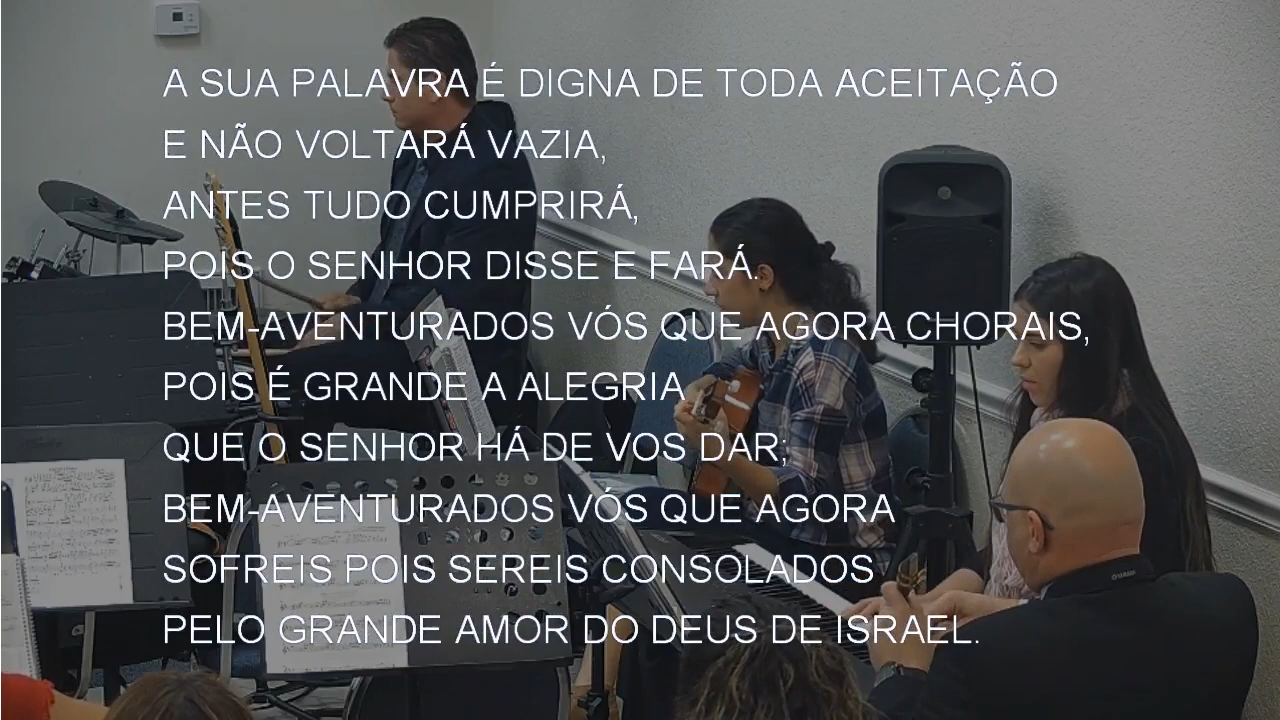 A SUA PALAVRA É DIGNA DE TODA ACEITAÇÃO
E NÃO VOLTARÁ VAZIA,
ANTES TUDO CUMPRIRÁ,
POIS O SENHOR DISSE E FARÁ.
BEM-AVENTURADOS VÓS QUE AGORA CHORAIS,
POIS É GRANDE A ALEGRIA
QUE O SENHOR HÁ DE VOS DAR;
BEM-AVENTURADOS VÓS QUE AGORA
SOFREIS POIS SEREIS CONSOLADOS
PELO GRANDE AMOR DO DEUS DE ISRAEL.
YAMAHA